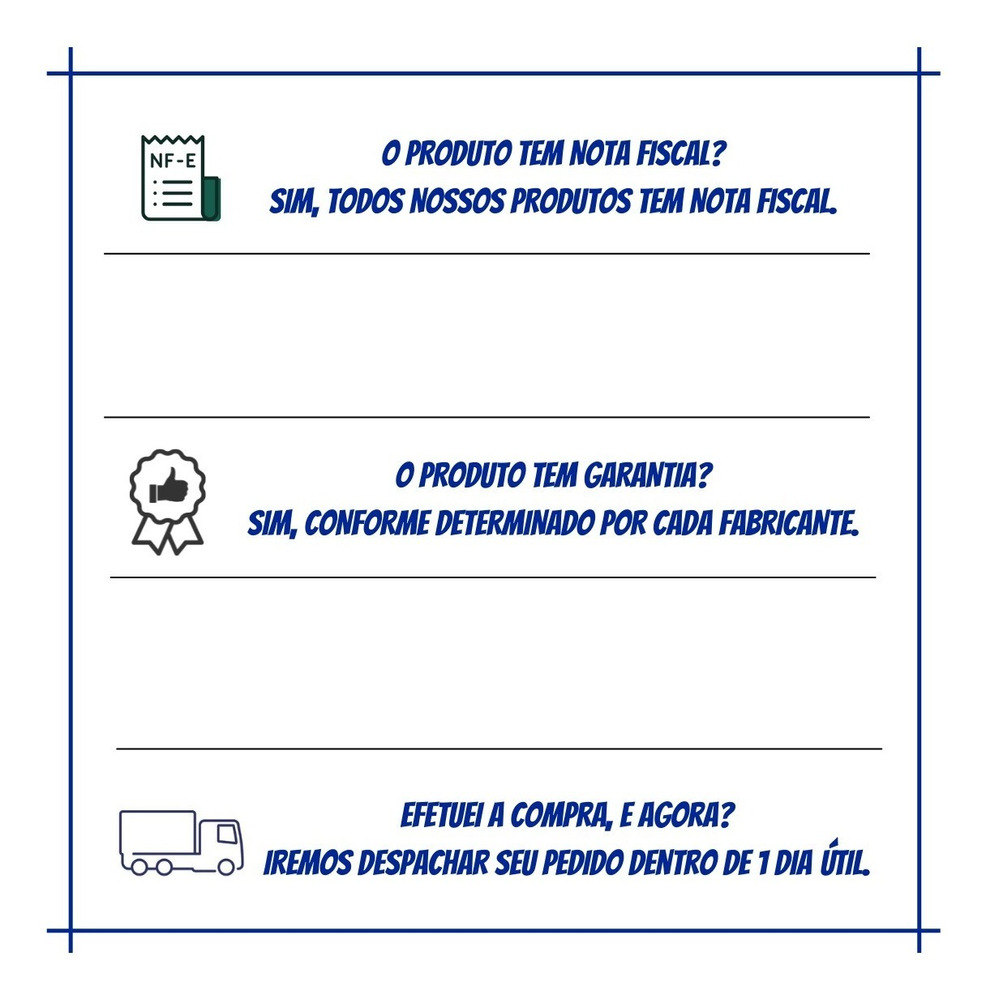 NF-E
O PRODUTO TEM NOTA FISCAL?
SIM, TODOS NOSSOS PRODUTOS TEM NOTA FISCAL.
O PRODUTO TEM GARANTIA?
SIM, CONFORME DETERMINADO POR CADA FABRICANTE.
EFETUEI A COMPRA, E AGORA?
IREMOS DESPACHAR SEU PEDIDO DENTRO DE 1 DIA ÚTIL.